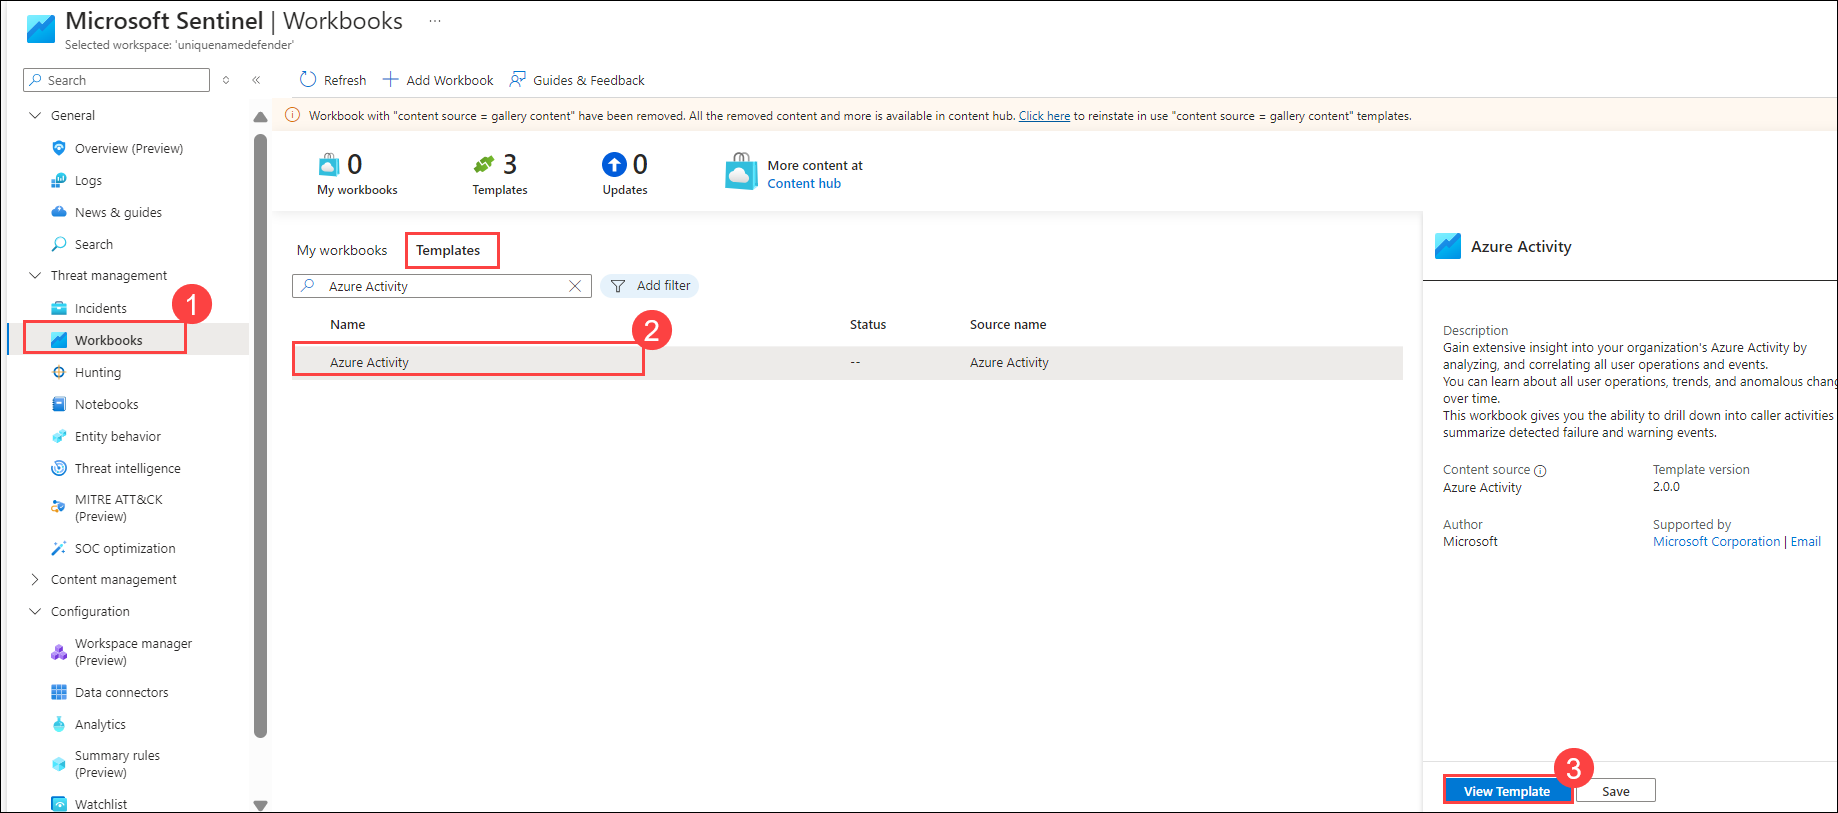 Microsoft Sentinel | Workbooks ...
Selected workspace: 'uniquenamedefender'
Search
Refresh
Add Workbook
Guides & Feedback
General
Overview (Preview)
Logs
News & guides
Search
Threat management
Incidents
1
Workbooks
Hunting
Notebooks
Entity behavior
Threat intelligence
MITRE ATT&CK
(Preview)
SOC optimization
Content management
Configuration
Workspace manager
(Preview)
Data connectors
Analytics
Summary rules
(Preview)
Watchlist
Workbook with "content source = gallery content" have been removed. All the removed content and more is available in content hub. Click here to reinstate in use "content source = gallery content" templates.
0
My workbooks
3
Templates
0
Updates
More content at
Content hub
My workbooks
Templates
Azure Activity
Add filter
Name Status Source name
2
Azure Activity -- Azure Activity
Azure Activity
Description
Gain extensive insight into your organization's Azure Activity by
analyzing, and correlating all user operations and events.
You can learn about all user operations, trends, and anomalous chang
over time.
This workbook gives you the ability to drill down into caller activities
summarize detected failure and warning events.
Content source
Azure Activity
Template version
2.0.0
Author
Microsoft
Supported by
Microsoft Corporation | Email
3
View Template
Save